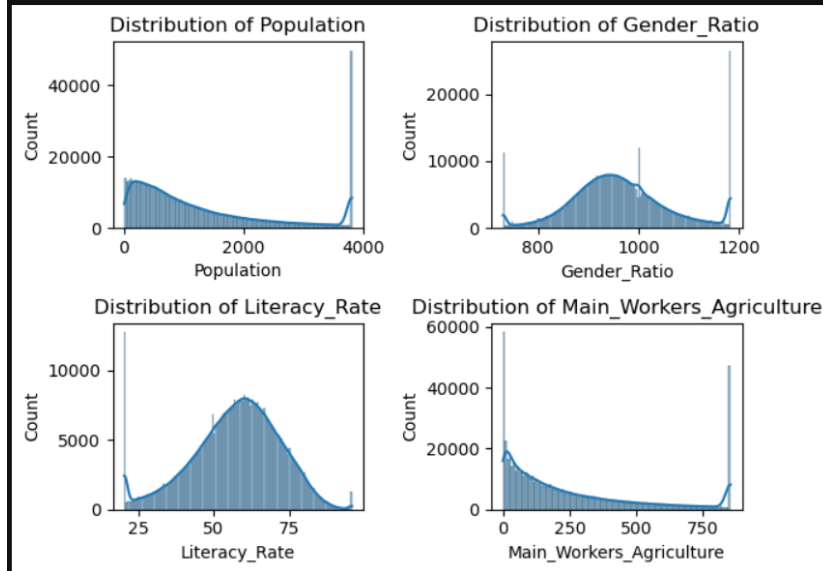 Distribution of Population
Distribution of Gender_Ratio
Count
40000
20000
0
0
2000
4000
Population
Count
20000
10000
0
800
1000
1200
Gender_Ratio
Distribution of Literacy_Rate
Distribution of Main_Workers_Agriculture
Count
10000
5000
0
25
50
75
Literacy_Rate
Count
60000
40000
20000
0
0
250
500
750
Main_Workers_Agriculture